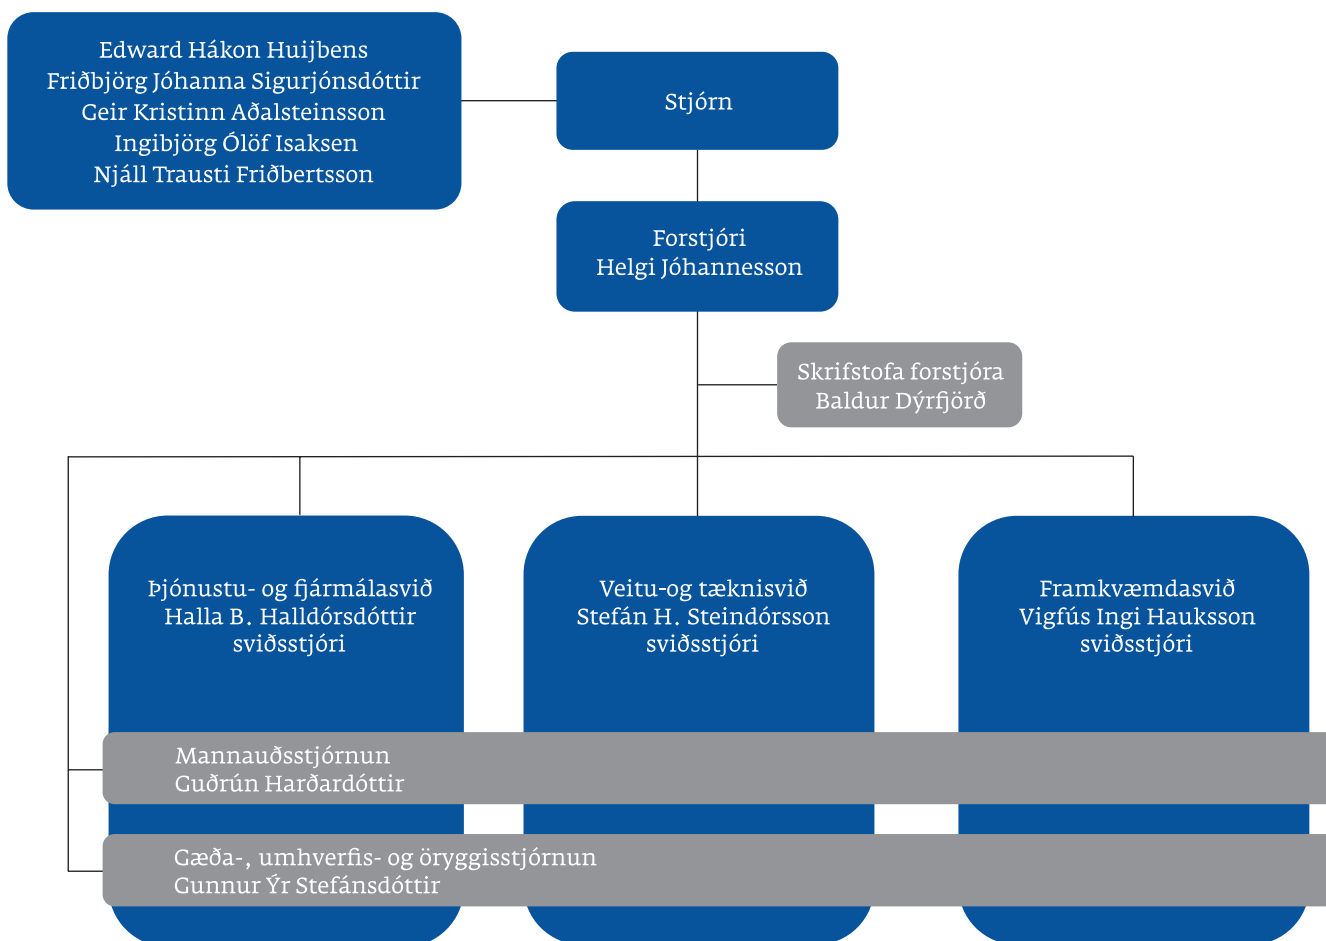 Edward Hákon Huijbens
Friðbjörg Jóhanna Sigurjónsdóttir
Geir Kristinn Aðalsteinsson
Ingibjörg Ólöf Isaksen
Njáll Trausti Friðbertsson
Stjórn
Forstjóri
Helgi Jóhannesson
Skrifstofa forstjóra
Baldur Dýrfjörð
Þjónustu- og fjármálasvið
Halla B. Halldórsdóttir
sviðsstjóri
Veitu-og tæknisvið
Stefán H. Steindórsson
sviðsstjóri
Framkvæmdasvið
Vigfús Ingi Hauksson
sviðsstjóri
Mannauðsstjórnun
Guðrún Harðardóttir
Gæða-, umhverfis- og öryggisstjórnun
Gunnur Ýr Stefánsdóttir